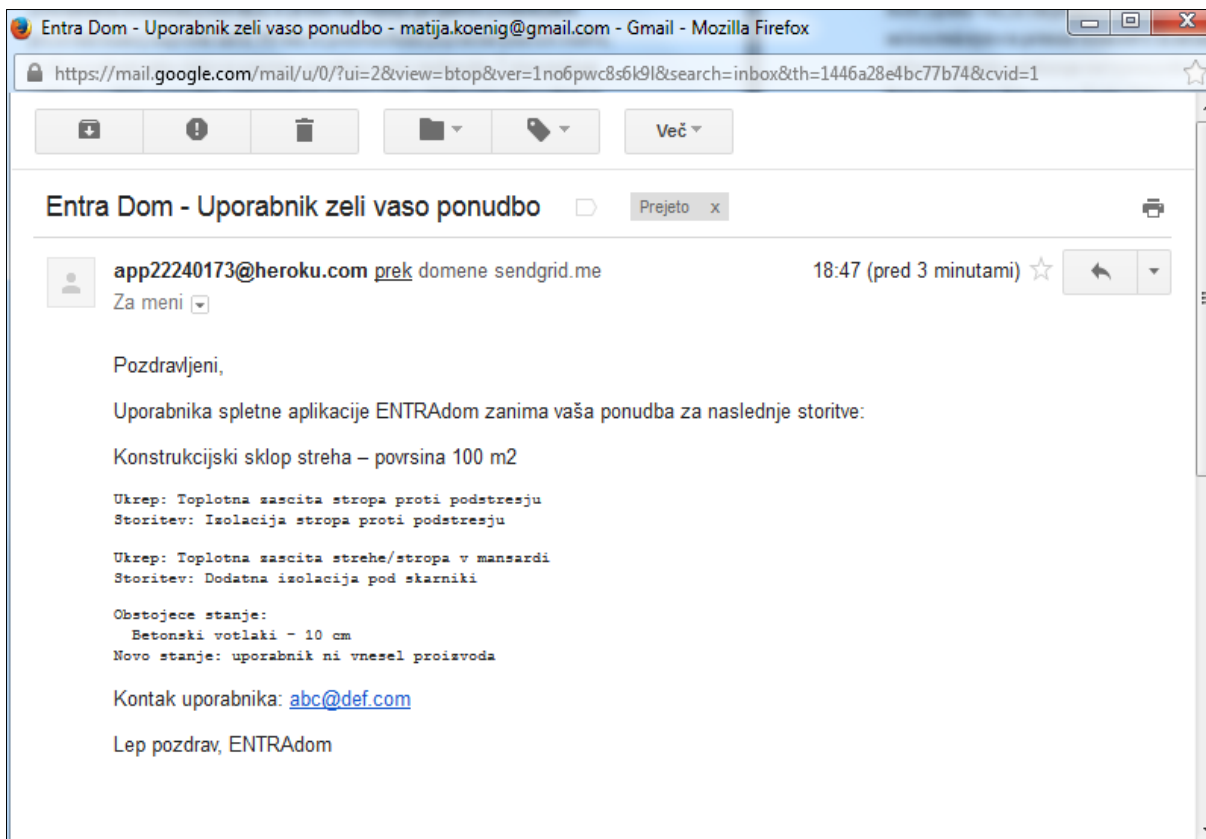 Entra Dom - Uporabnik zeli vaso ponudbo - matija.koenig@gmail.com - Gmail - Mozilla Firefox
https://mail.google.com/mail/u/0/?ui=2&view=btop&ver=1no6pwc8s6k9l&search=inbox&th=1446a28e4bc77b74&cvid=1
Več
Entra Dom - Uporabnik zeli vaso ponudbo Prejeto x
app22240173@heroku.com prek domene sendgrid.me 18:47 (pred 3 minutami)
Za meni
Pozdravljeni,
Uporabnika spletne aplikacije ENTRAdom zanima vaša ponudba za naslednje storitve:
Konstrukcijski sklop streha – povrsina 100 m2
Ukrep: Toplotna zascita stropa proti podstresju
Storitev: Izolacija stropa proti podstresju
Ukrep: Toplotna zascita strehe/stropa v mansardi
Storitev: Dodatna izolacija pod skarniki
Obstojece stanje:
Betonski votlaki - 10 cm
Novo stanje: uporabnik ni vnesel proizvoda
Kontak uporabnika: abc@def.com
Lep pozdrav, ENTRAdom